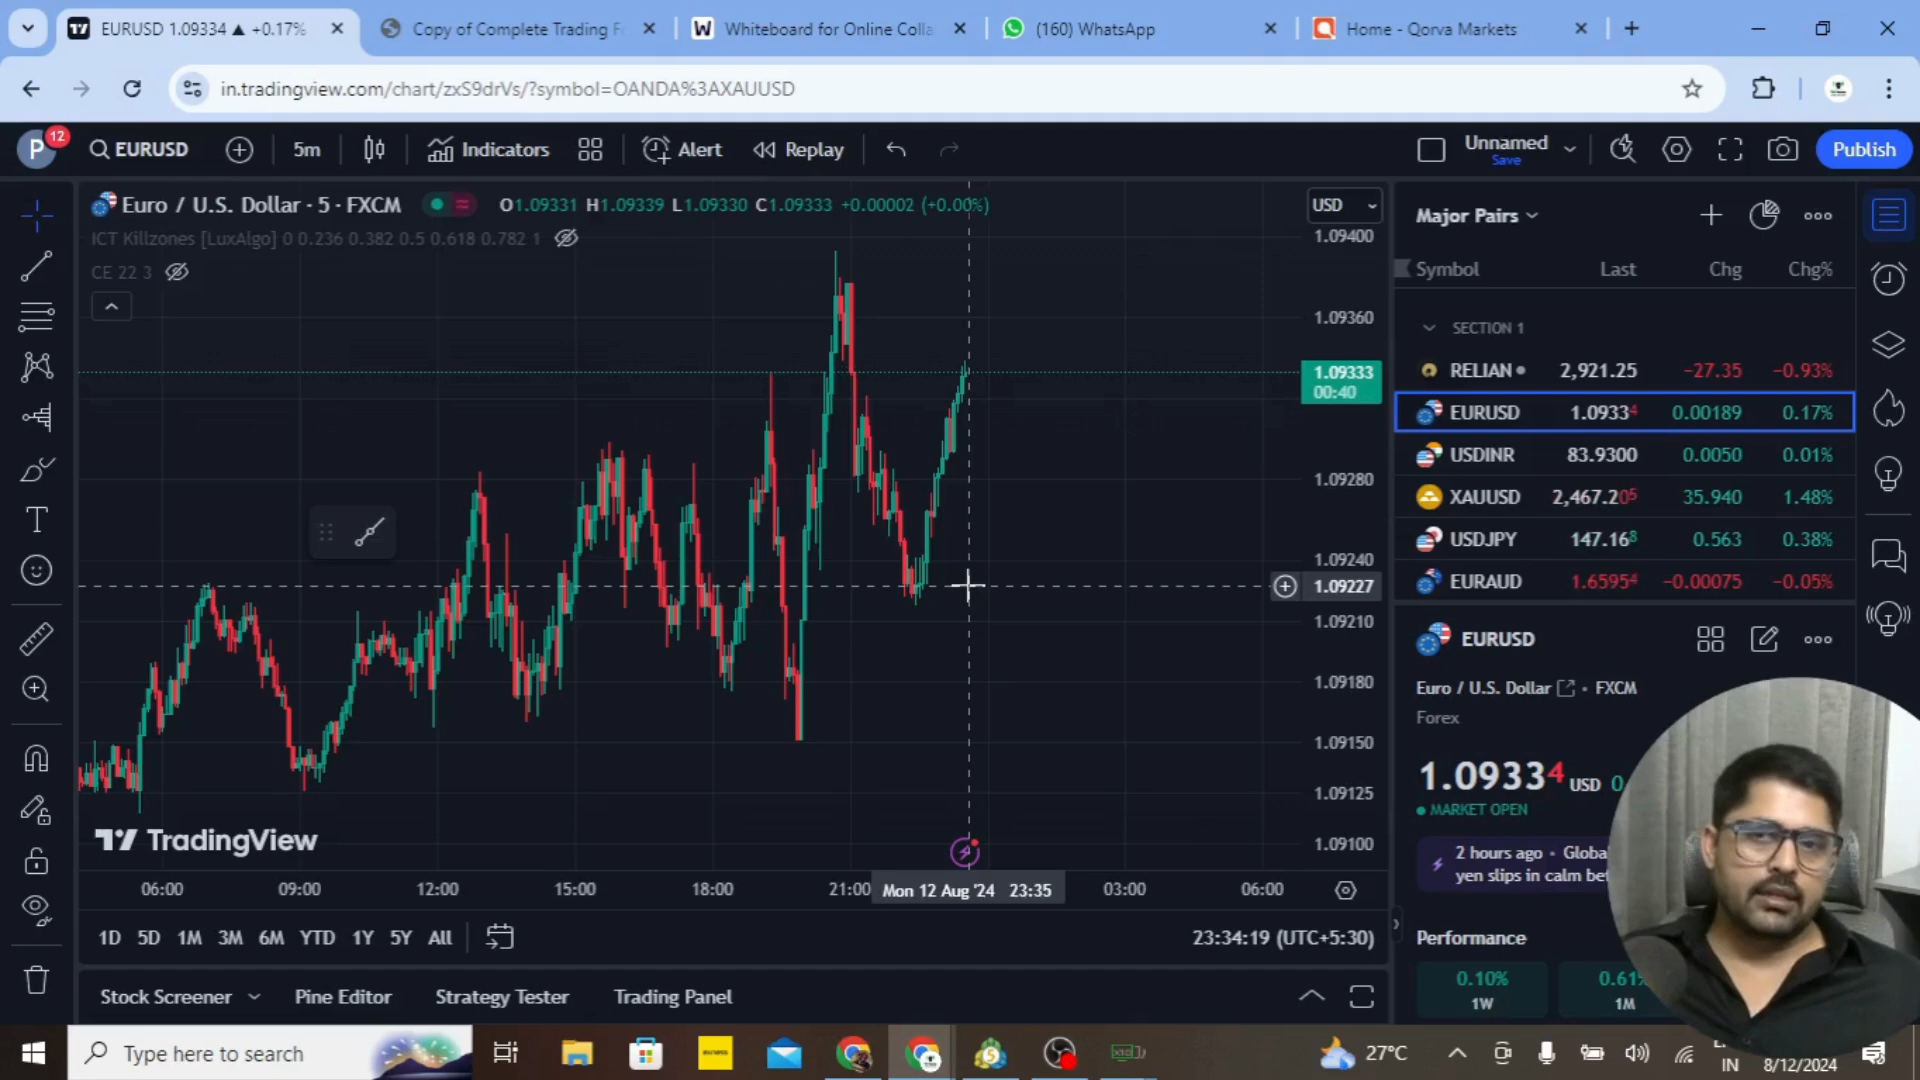 EURUSD 1.09334 ▲ +0.17%
Copy of Complete Trading F
Whiteboard for Online Colla
(160) WhatsApp
Home - Qorva Markets
in.tradingview.com/chart/zxS9drVs/?symbol=OANDA%3AXAUUSD
P 12
EURUSD
5m
Indicators
Alert
Replay
Unnamed
Save
Publish
Euro / U.S. Dollar · 5 · FXCM
O1.09331 H1.09339 L1.09330 C1.09333 +0.00002 (+0.00%)
USD
ICT Killzones [LuxAlgo] 0 0.236 0.382 0.5 0.618 0.782 1
CE 22 3
1.09400
1.09360
1.09333
00:40
1.09280
1.09240
1.09227
1.09210
1.09180
1.09150
1.09125
1.09100
TradingView
06:00 09:00 12:00 15:00 18:00 21:00 Mon 12 Aug '24 23:35 03:00 06:00
1D 5D 1M 3M 6M YTD 1Y 5Y All
23:34:19 (UTC+5:30)
Stock Screener
Pine Editor
Strategy Tester
Trading Panel
Major Pairs
Symbol Last Chg Chg%
SECTION 1
RELIAN 2,921.25 −27.35 −0.93%
EURUSD 1.09334 0.00189 0.17%
USDINR 83.9300 0.0050 0.01%
XAUUSD 2,467.205 35.940 1.48%
USDJPY 147.168 0.563 0.38%
EURAUD 1.65954 −0.00075 −0.05%
EURUSD
Euro / U.S. Dollar · FXCM
Forex
1.09334 USD
MARKET OPEN
2 hours ago · Globa
yen slips in calm be
Performance
0.10%
1W
0.61
1M
Type here to search
27°C
IN
8/12/2024